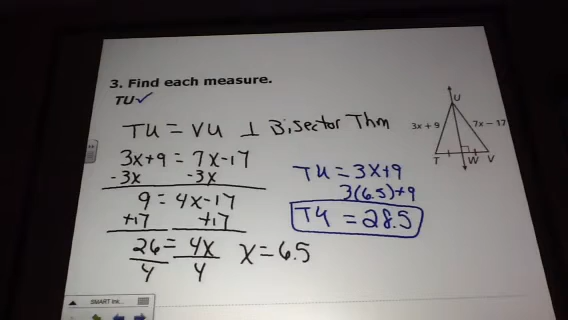 3. Find each measure.
TU✓
TU = VU ⊥ Bisector Thm
3x+9 = 7x-17
-3x -3x
9 = 4x-17
+17 +17
26 = 4x
4 4
x = 6.5
TU = 3x+9
3(6.5)+9
TU = 28.5
U
3x + 9
7x – 17
T
W
V
SMART Ink...